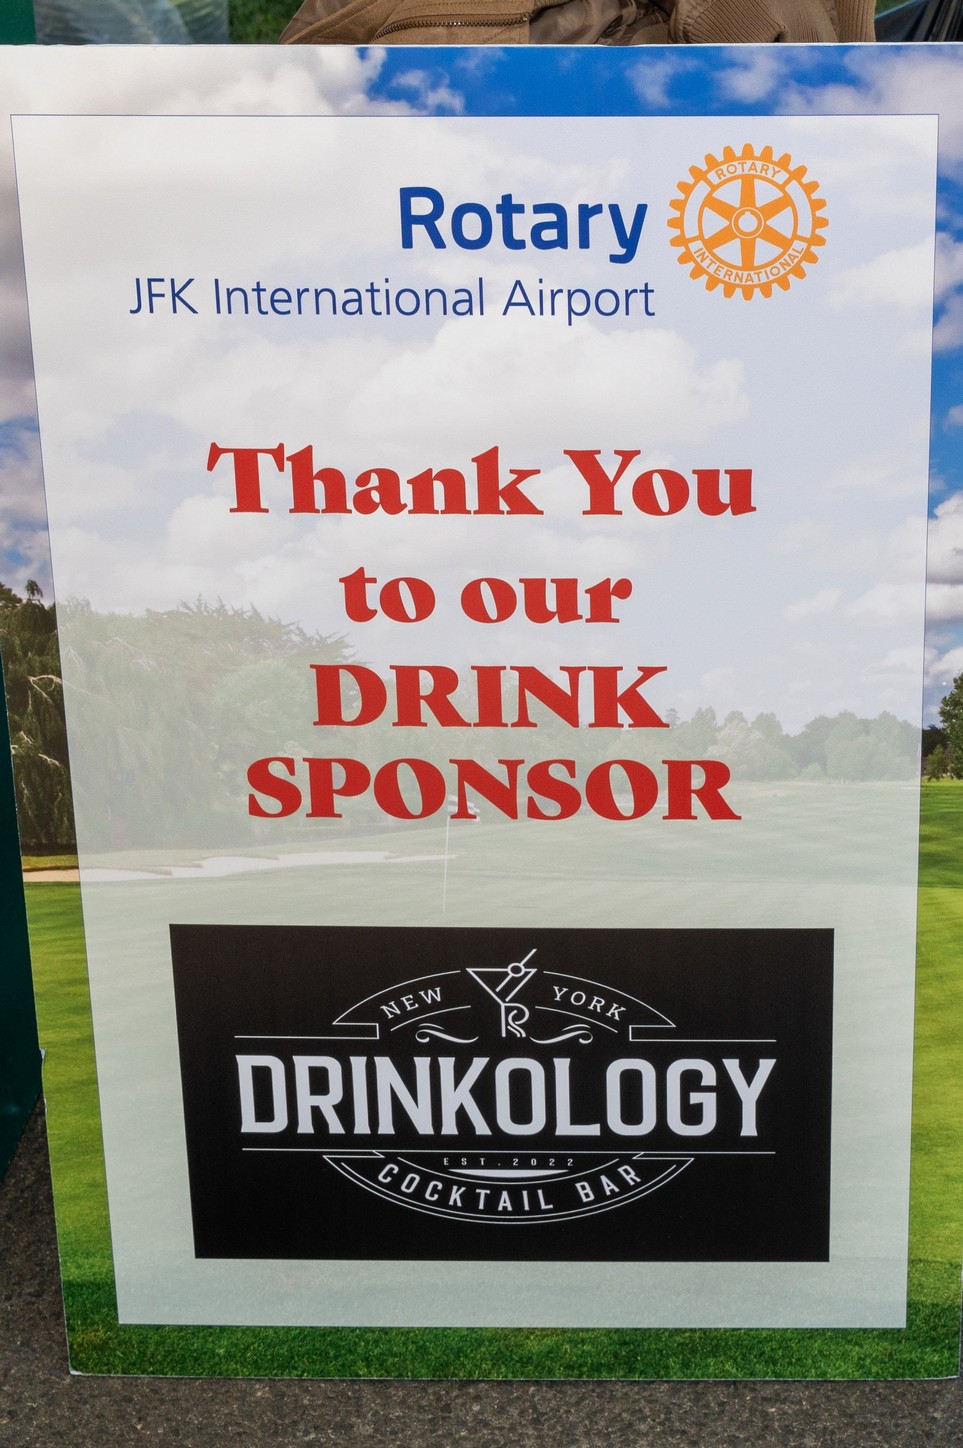 Rotary
ROTARY
INTERNATIONAL
JFK International Airport
Thank You
to our
DRINK
SPONSOR
NEW YORK
DRINKOLOGY
EST.2022
COCKTAIL BAR